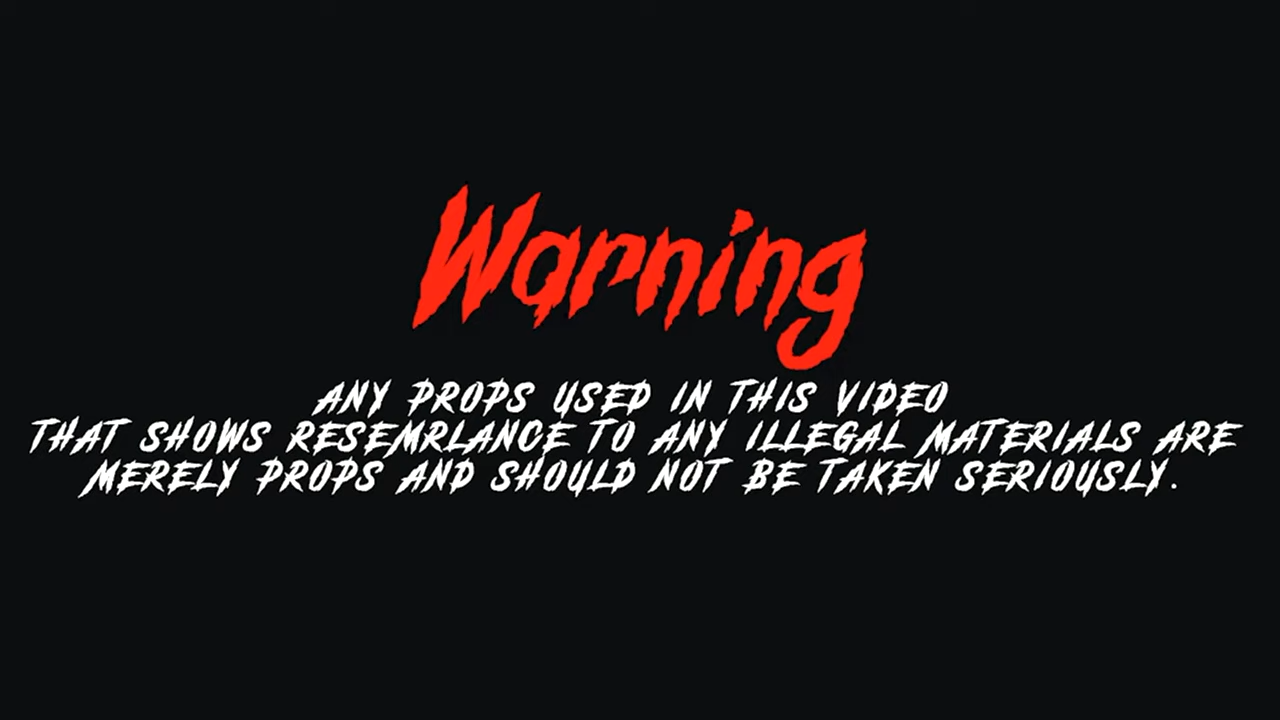 Warning
ANY PROPS USED IN THIS VIDEO
THAT SHOWS RESEMRLANCE TO ANY ILLEGAL MATERIALS ARE
MERELY PROPS AND SHOULD NOT BE TAKEN SERIOUSLY.